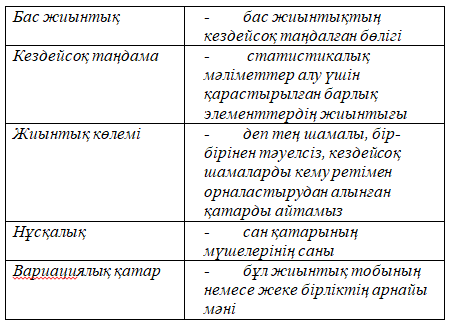 Бас жиынтық
- бас жиынтықтың
кездейсоқ таңдалған бөлігі
Кездейсоқ таңдама
- статистикалық
мәліметтер алу үшін
қарастырылған барлық
элементтердің жиынтығы
Жиынтық көлемі
- деп тең шамалы, бір-
бірінен тәуелсіз, кездейсоқ
шамаларды кему ретімен
орналастырудан алынған
қатарды айтамыз
Нұсқалық
- сан қатарының
мүшелерінің саны
Вариациялық қатар
- бұл жиынтық тобының
немесе жеке бірліктің арнайы
мәні